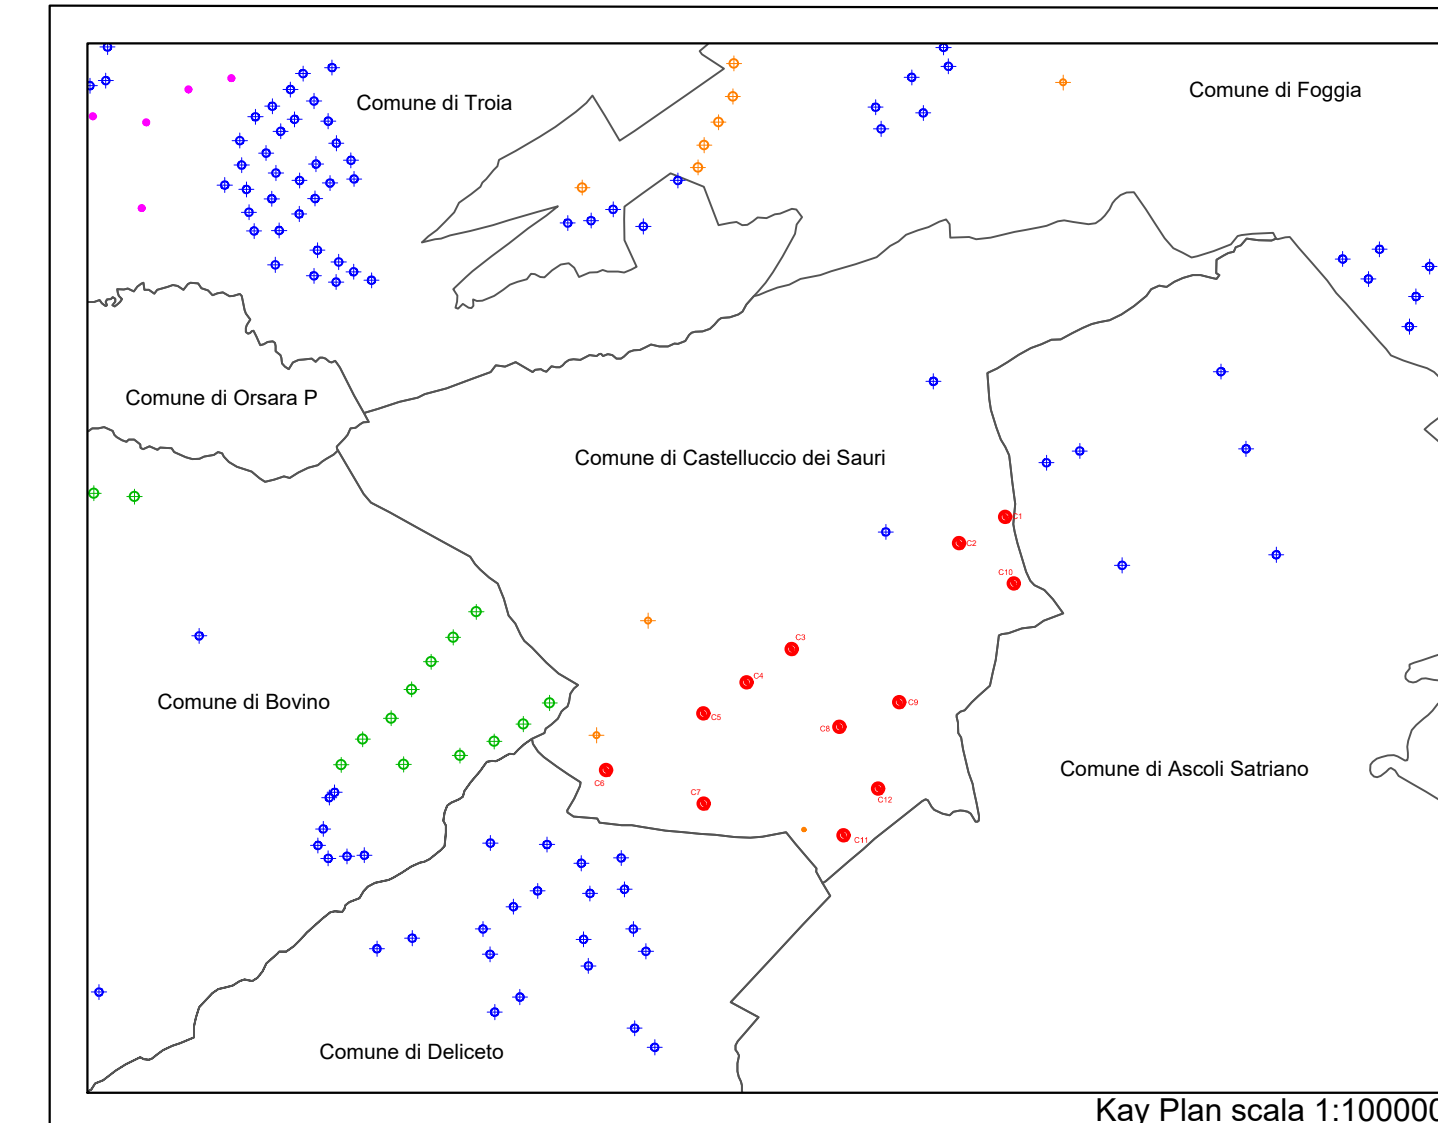 Comune di Troia
Comune di Foggia
Comune di Orsara P
Comune di Castelluccio dei Sauri
C1
C2
C10
C3
C4
C9
Comune di Bovino
C5
C8
Comune di Ascoli Satriano
C6
C7
C12
C11
Comune di Deliceto
Kay Plan scala 1:100000